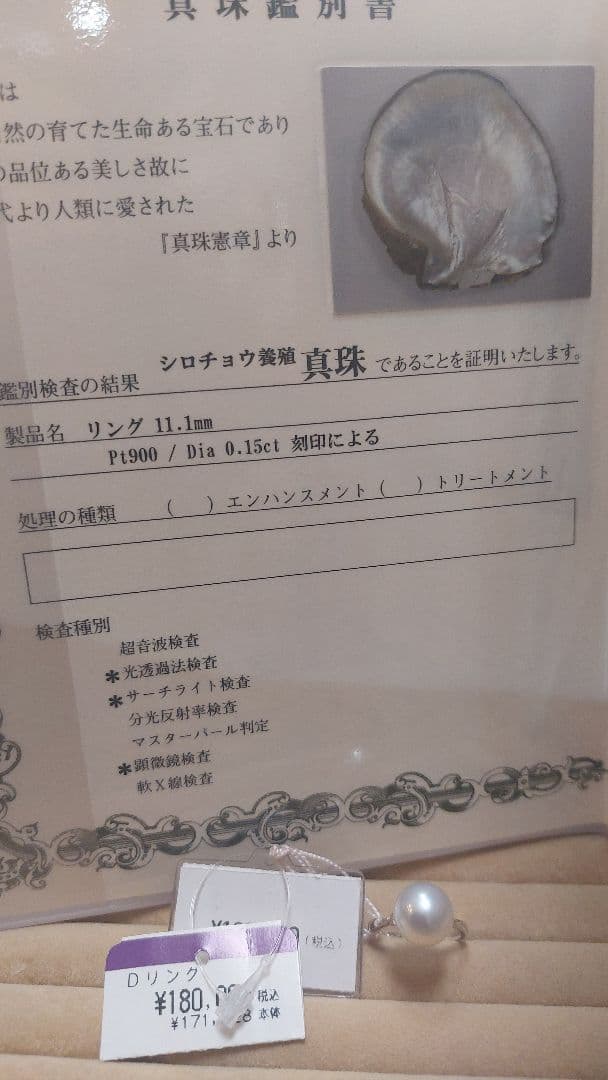 真珠鑑別書
は
然の育てた生命ある宝石であり
の品位ある美しさ故に
代より人類に愛された
『真珠憲章』より
鑑別検査の結果 シロチョウ養殖 真珠 であることを証明いたします。
製品名 リング 11.1mm
Pt900 / Dia 0.15ct 刻印による
処理の種類 ( ) エンハンスメント ( ) トリートメント
検査種別
超音波検査
*光透過法検査
*サーチライト検査
分光反射率検査
マスターパール判定
*顕微鏡検査
軟X線検査
(税込)
Dリング
¥180, 税込
¥171, 本体